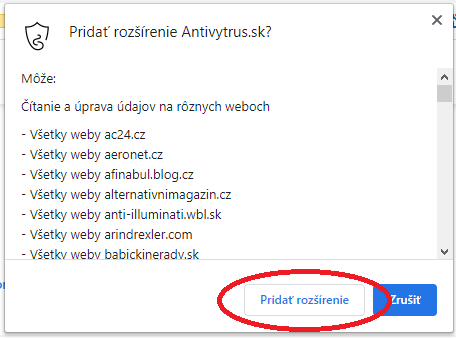 Pridať rozšírenie Antivytrus.sk?
Môže:
Čítanie a úprava údajov na rôznych weboch
- Všetky weby ac24.cz
- Všetky weby aeronet.cz
- Všetky weby afinabul.blog.cz
- Všetky weby alternativnimagazin.cz
- Všetky weby anti-illuminati.wbl.sk
- Všetky weby arindrexler.com
- Všetky weby babickinerady.sk
Pridať rozšírenie
Zrušiť